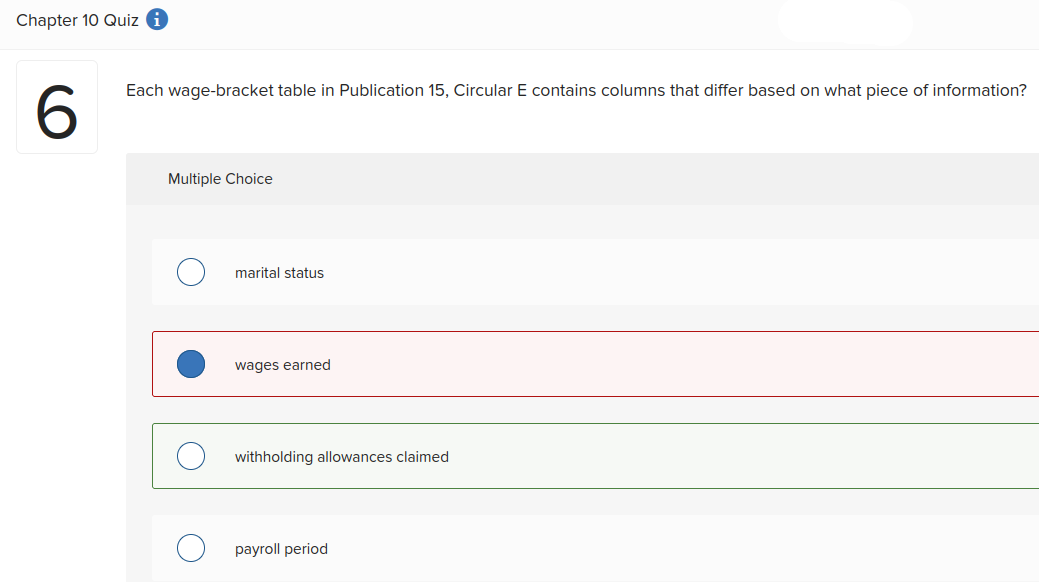 Chapter 10 Quiz i
6
Each wage-bracket table in Publication 15, Circular E contains columns that differ based on what piece of information?
Multiple Choice
marital status
wages earned
withholding allowances claimed
payroll period